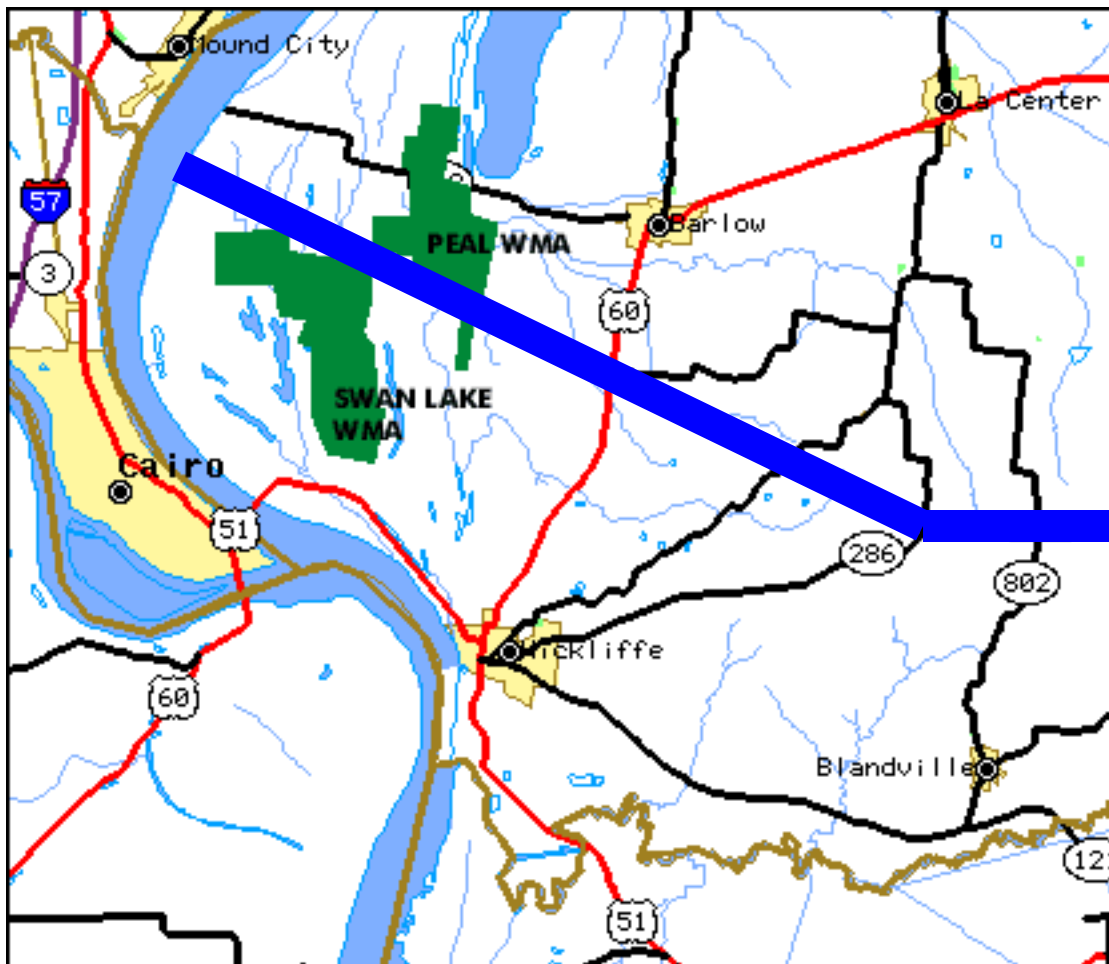 Mound City
La Center
57
Barlow
3
PEAL WMA
60
SWAN LAKE
WMA
Cairo
51
286
802
Wickliffe
60
Blandville
51